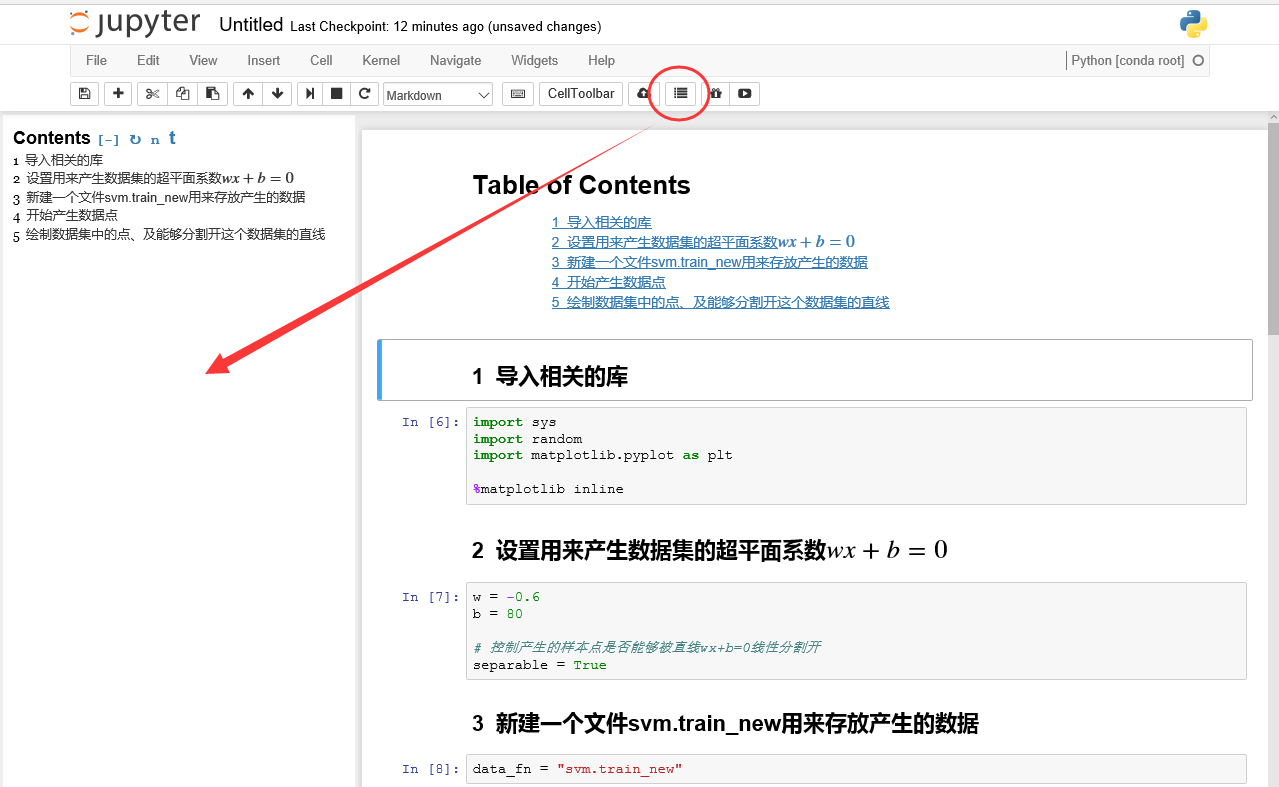 jupyter Untitled Last Checkpoint: 12 minutes ago (unsaved changes)
File Edit View Insert Cell Kernel Navigate Widgets Help Python [conda root]
Markdown CellToolbar
Contents [-] ↻ n t
1 导入相关的库
2 设置用来产生数据集的超平面系数wx + b = 0
3 新建一个文件svm.train_new用来存放产生的数据
4 开始产生数据点
5 绘制数据集中的点、及能够分割开这个数据集的直线
Table of Contents
1 导入相关的库
2 设置用来产生数据集的超平面系数wx + b = 0
3 新建一个文件svm.train_new用来存放产生的数据
4 开始产生数据点
5 绘制数据集中的点、及能够分割开这个数据集的直线
1 导入相关的库
In [6]: import sys
import random
import matplotlib.pyplot as plt
%matplotlib inline
2 设置用来产生数据集的超平面系数wx + b = 0
In [7]: w = -0.6
b = 80
# 控制产生的样本点是否能够被直线wx+b=0线性分割开
separable = True
3 新建一个文件svm.train_new用来存放产生的数据
In [8]: data_fn = "svm.train_new"